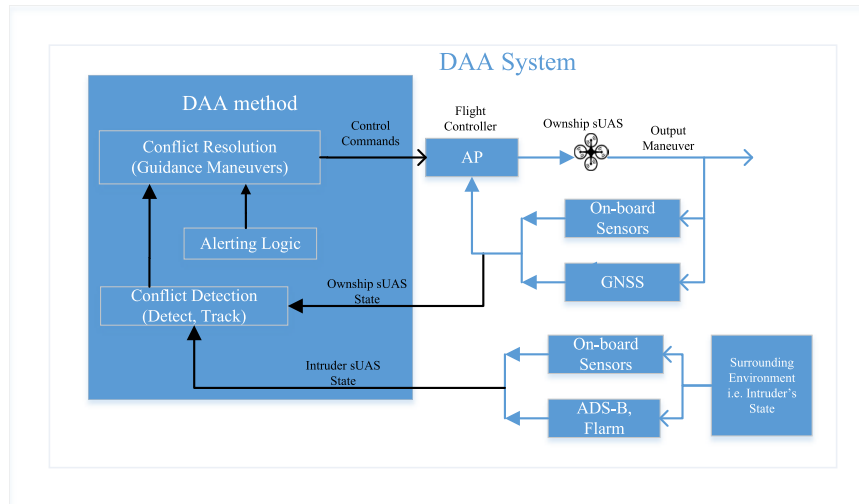 DAA System
DAA method
Conflict Resolution
(Guidance Maneuvers)
Alerting Logic
Conflict Detection
(Detect, Track)
Control
Commands
Flight
Controller
AP
Ownship sUAS
Output
Maneuver
On-board
Sensors
GNSS
Ownship sUAS
State
Intruder sUAS
State
On-board
Sensors
ADS-B,
Flarm
Surrounding
Environment
i.e. Intruder's
State